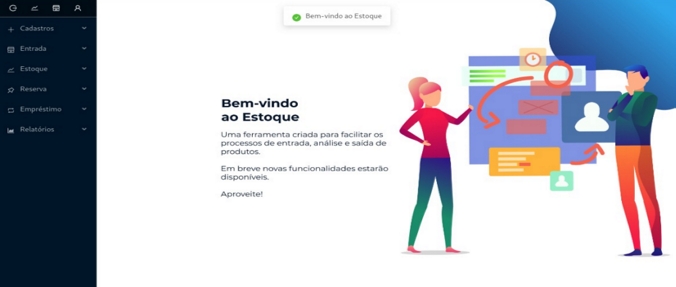 Cadastros
Entrada
Estoque
Reserva
Empréstimo
Relatórios
Bem-vindo ao Estoque
Bem-vindo
ao Estoque
Uma ferramenta criada para facilitar os
processos de entrada, análise e saída de
produtos.
Em breve novas funcionalidades estarão
disponíveis.
Aproveite!